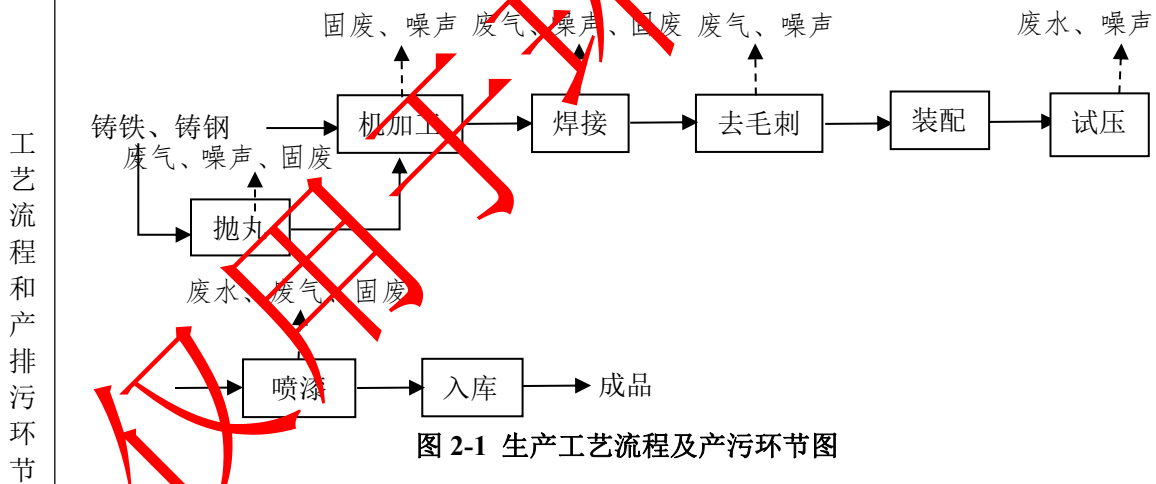 工艺流程和产排污环节
固废、噪声 废气、噪声、固废 废气、噪声 废水、噪声
铸铁、铸钢 机加工 焊接 去毛刺 装配 试压
废气、噪声、固废
抛丸
废水、废气、固废
喷漆 入库 成品
图 2-1 生产工艺流程及产污环节图
仅用于